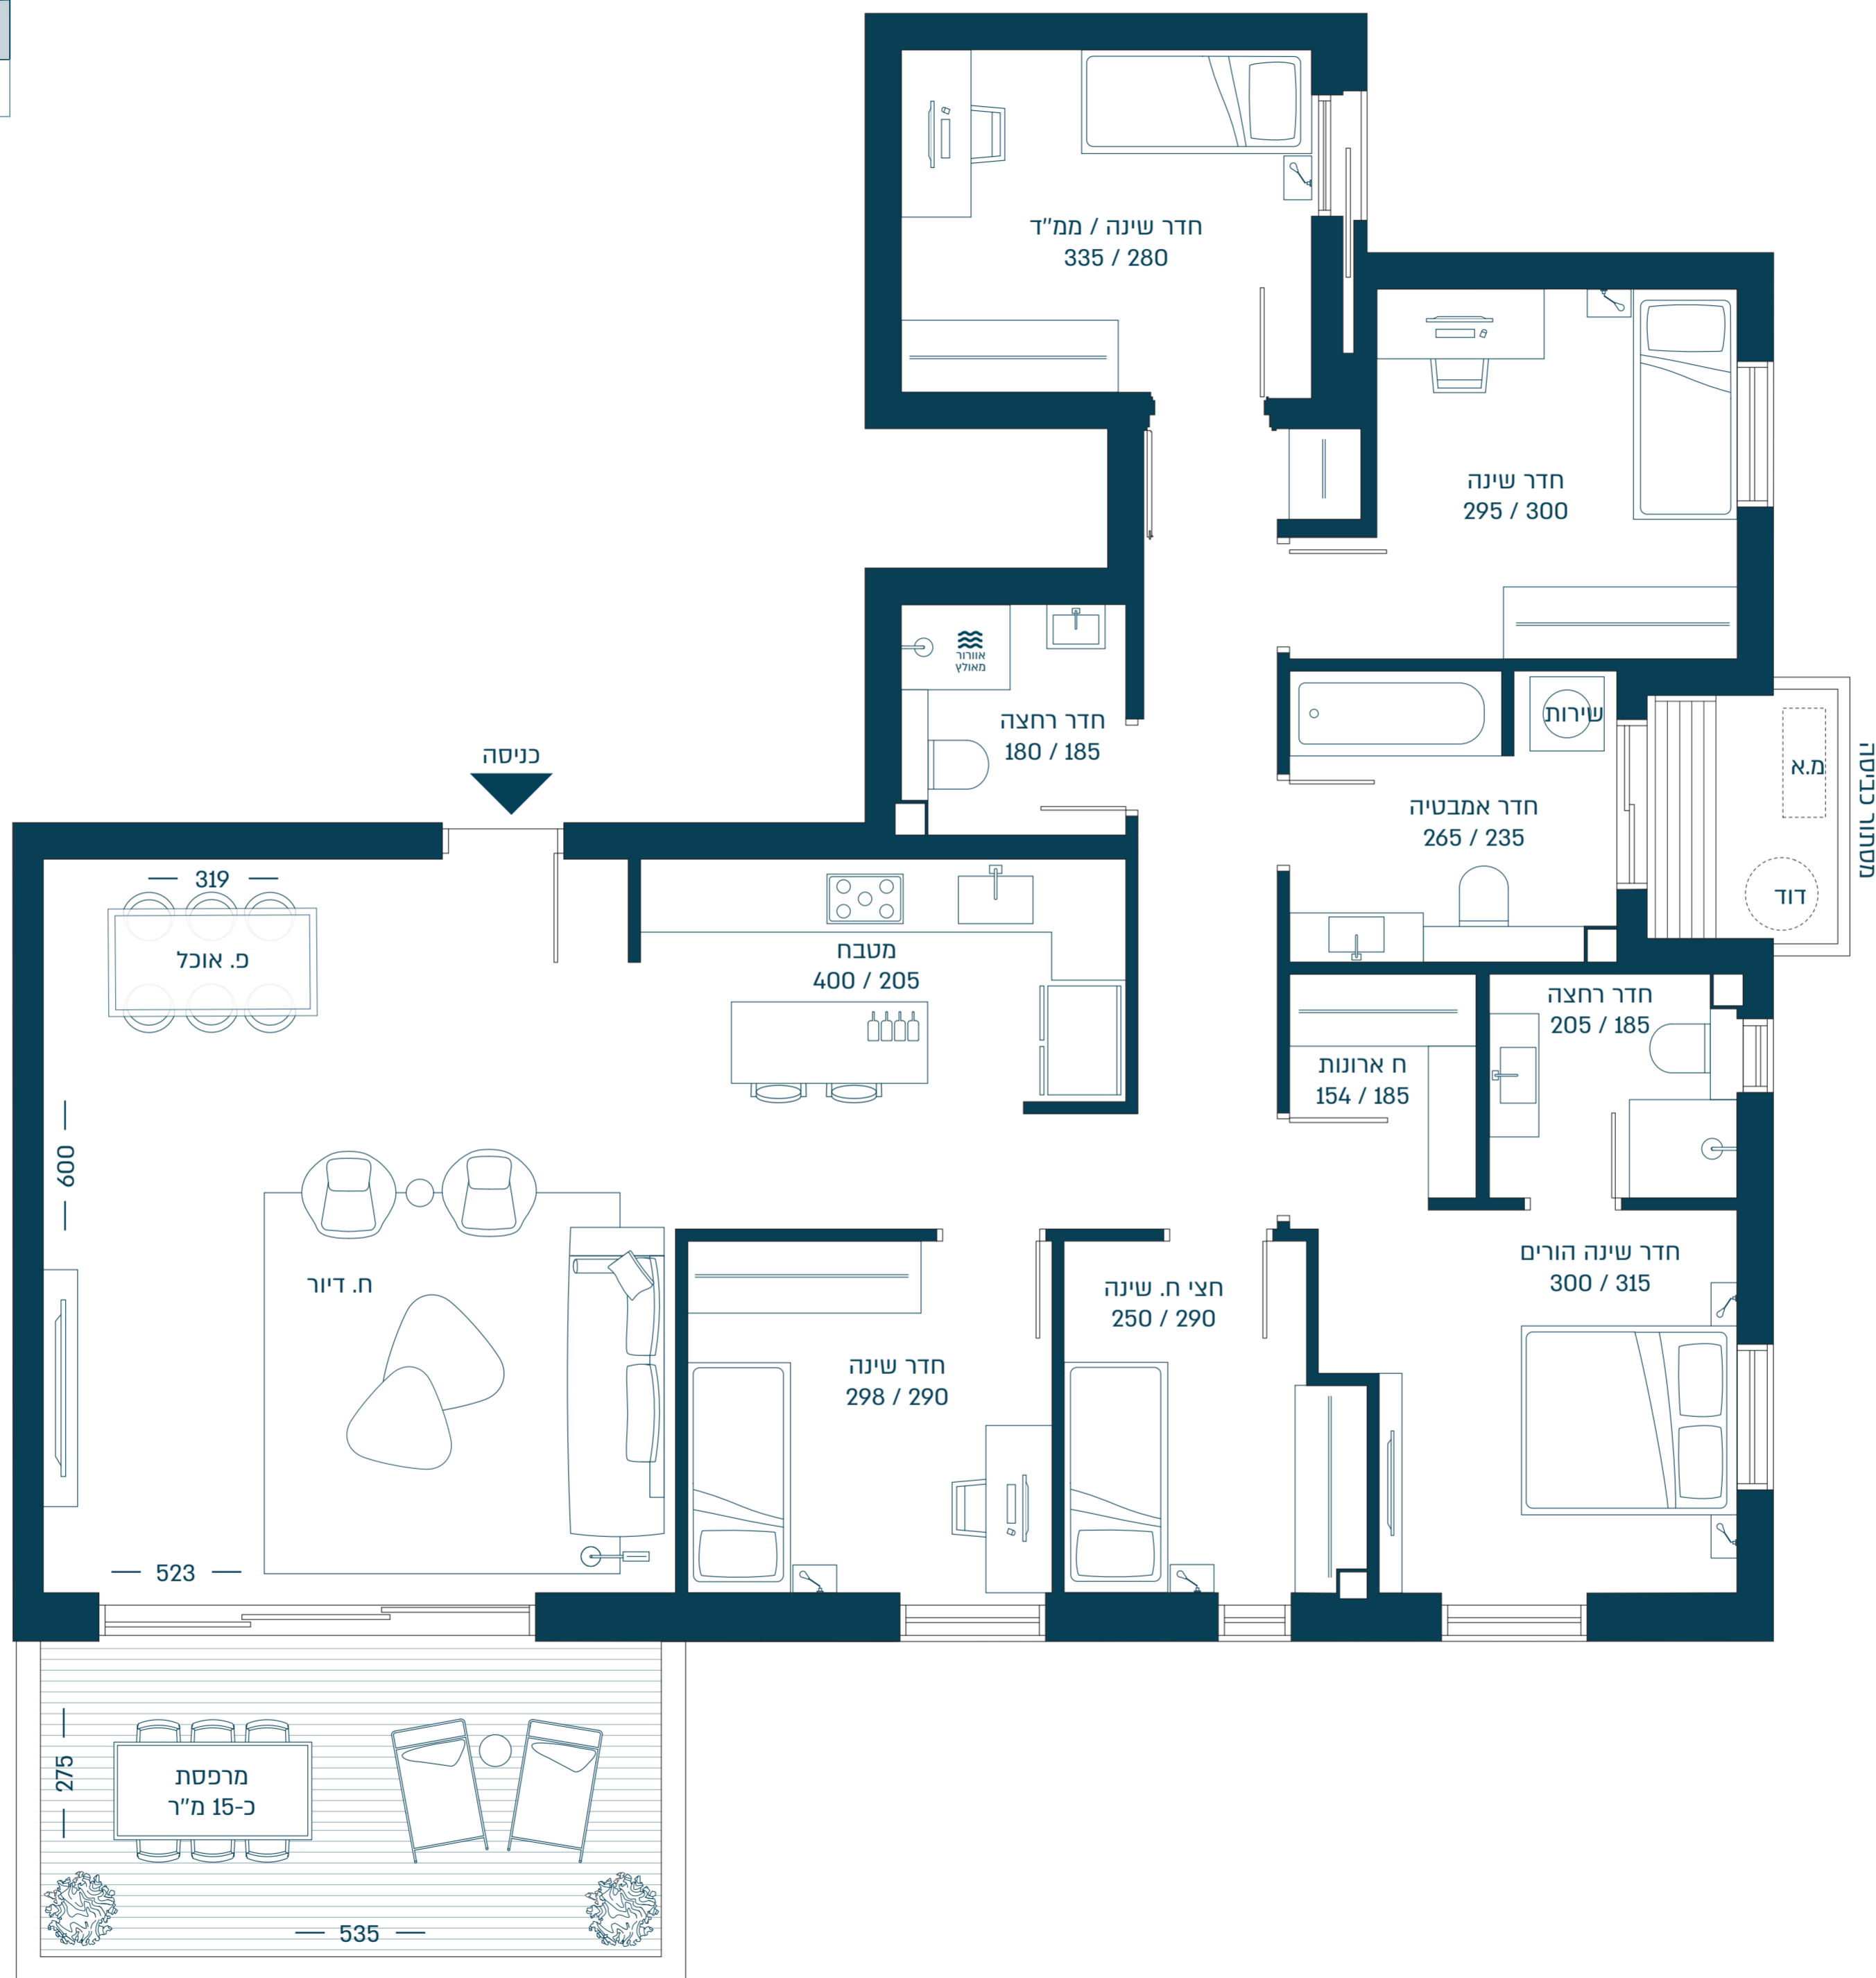 חדר שינה / ממ"ד
335 / 280
חדר שינה
295 / 300
אוורור
מאולץ
חדר רחצה
180 / 185
שירות
מ.א
דוד
מסתור כביסה
כניסה
חדר אמבטיה
265 / 235
319
פ. אוכל
מטבח
400 / 205
חדר רחצה
205 / 185
ח ארונות
154 / 185
600
ח. דיור
חדר שינה הורים
300 / 315
חצי ח. שינה
250 / 290
חדר שינה
298 / 290
523
275
מרפסת
כ-15 מ"ר
535